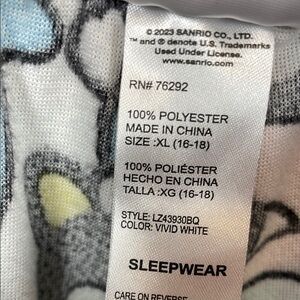 © 2023 SANRIO CO., LTD.
™ and ® denote U.S. Trademarks
Used Under License.
www.sanrio.com
RN# 76292
100% POLYESTER
MADE IN CHINA
SIZE :XL (16-18)
100% POLIÉSTER
HECHO EN CHINA
TALLA :XG (16-18)
STYLE: LZ43930BQ
COLOR: VIVID WHITE
SLEEPWEAR
CARE ON REVERSE